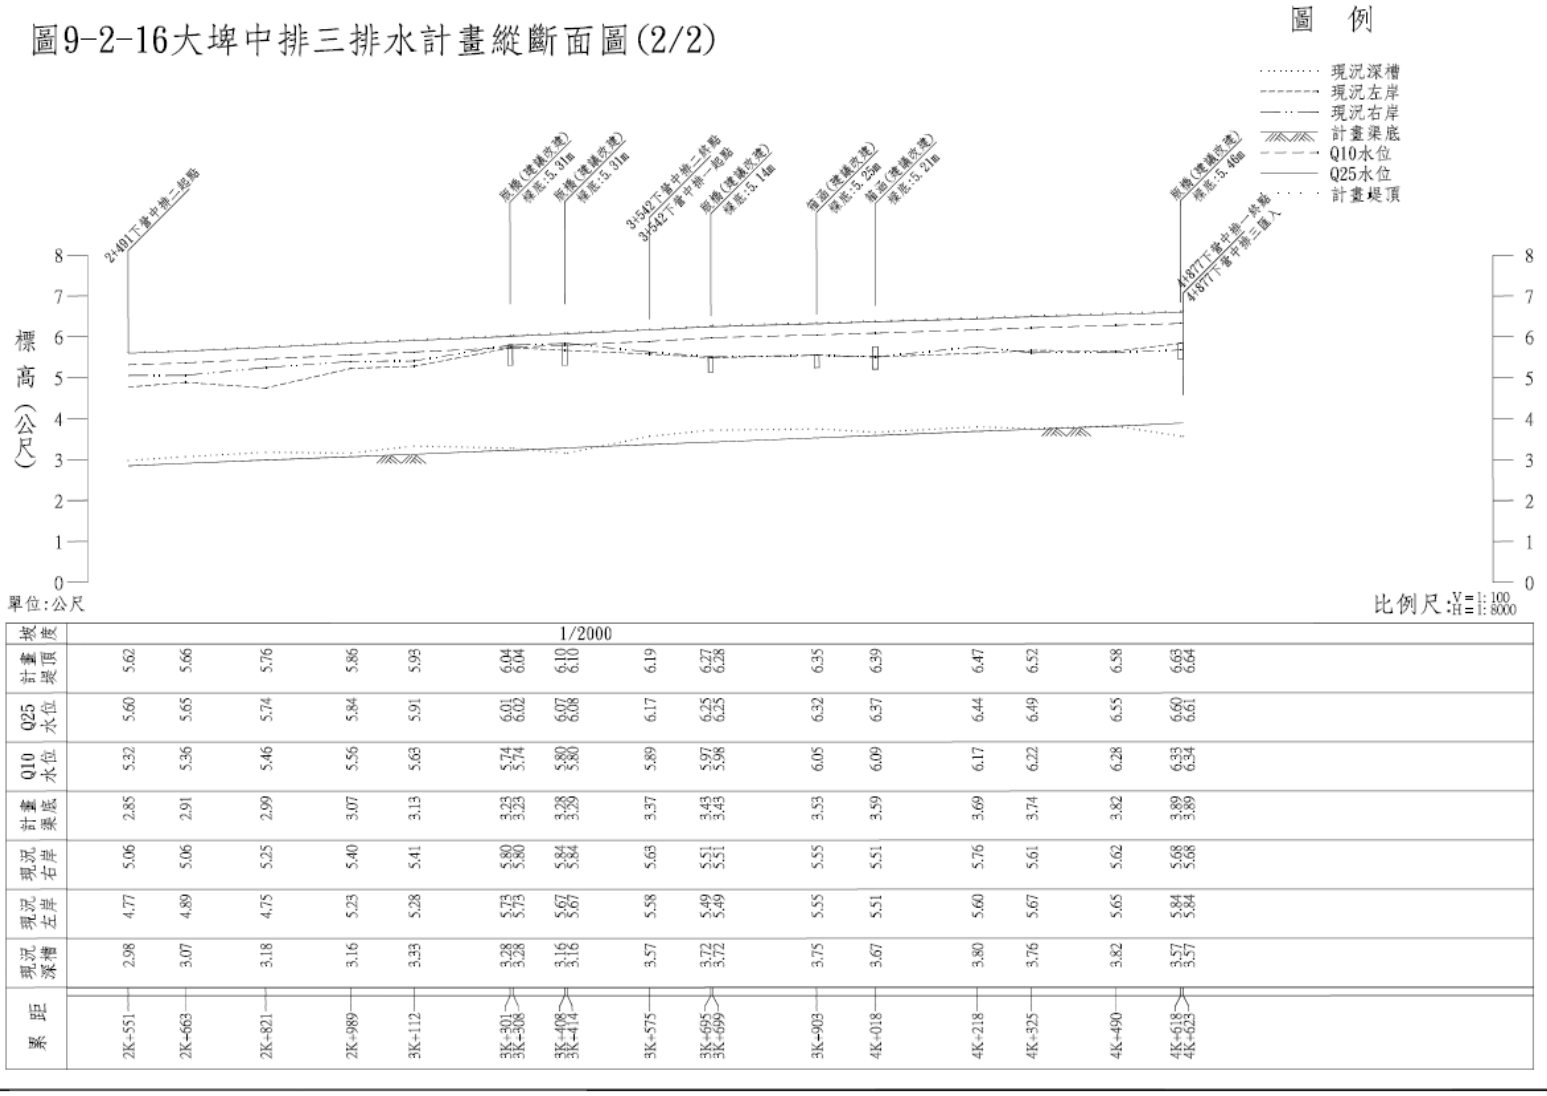 圖9-2-16大埤中排三排水計畫縱斷面圖(2/2)
圖 例
現況深槽
現況左岸
現況右岸
計畫渠底
Q10水位
Q25水位
計畫堤頂
2+491下營中排二起點
版橋(建議改建)
樑底:5.31m
版橋(建議改建)
樑底:5.31m
3+542下營中排二終點
3+542下營中排一起點
版橋(建議改建)
樑底:5.14m
箱涵(建議改建)
樑底:5.25m
箱涵(建議改建)
樑底:5.21m
版橋(建議改建)
樑底:5.46m
4+877下營中排一終點
4+877下營中排三匯入
標高(公尺)
8 8
7 7
6 6
5 5
4 4
3 3
2 2
1 1
0 0
單位:公尺
比例尺:V=1:100
H=1:8000
坡度 1/2000
計畫堤頂 5.62 5.66 5.76 5.86 5.93 6.04 6.04 6.10 6.10 6.19 6.27 6.28 6.35 6.39 6.47 6.52 6.58 6.63 6.64
Q25水位 5.60 5.65 5.74 5.84 5.91 6.01 6.02 6.07 6.08 6.17 6.25 6.25 6.32 6.37 6.44 6.49 6.55 6.60 6.61
Q10水位 5.32 5.36 5.46 5.56 5.63 5.74 5.74 5.80 5.80 5.89 5.97 5.98 6.05 6.09 6.17 6.22 6.28 6.33 6.34
計畫渠底 2.85 2.91 2.99 3.07 3.13 3.23 3.23 3.28 3.29 3.37 3.43 3.43 3.53 3.59 3.69 3.74 3.82 3.89 3.89
現況右岸 5.06 5.06 5.25 5.40 5.41 5.80 5.80 5.84 5.84 5.63 5.51 5.51 5.55 5.51 5.76 5.61 5.62 5.68 5.68
現況左岸 4.77 4.89 4.75 5.23 5.28 5.73 5.73 5.67 5.67 5.58 5.49 5.49 5.55 5.51 5.60 5.67 5.65 5.84 5.84
現況深槽 2.98 3.07 3.18 3.16 3.33 3.28 3.28 3.16 3.16 3.57 3.72 3.72 3.75 3.67 3.80 3.76 3.82 3.57 3.57
累距 2K+551 2K+663 2K+821 2K+989 3K+112 3K+301 3K+308 3K+408 3K+414 3K+575 3K+695 3K+699 3K+903 4K+018 4K+218 4K+325 4K+490 4K+618 4K+623